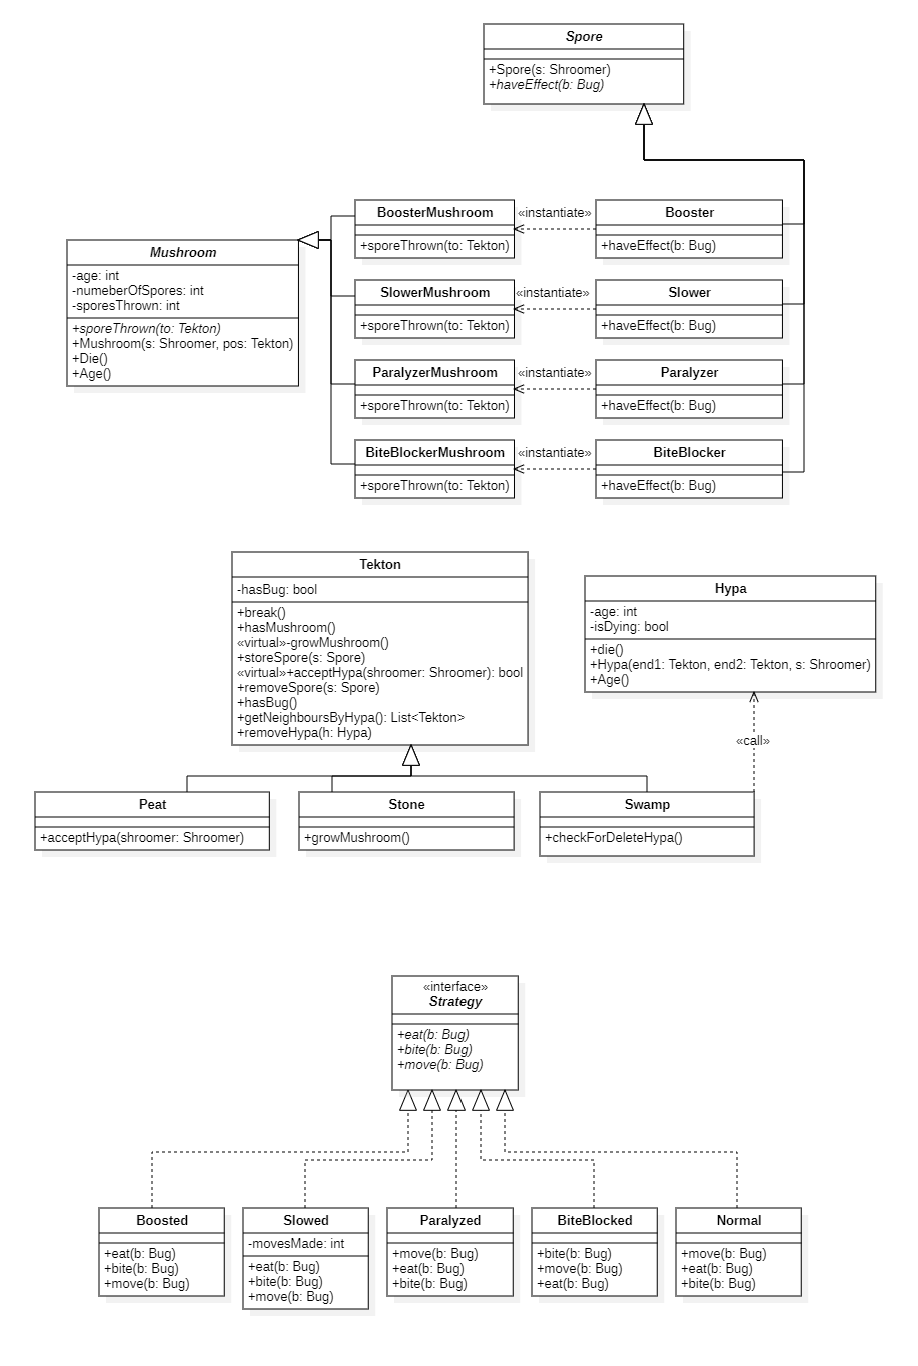 Spore
+Spore(s: Shroomer)
+haveEffect(b: Bug)
BoosterMushroom
+sporeThrown(to: Tekton)
«instantiate»
Booster
+haveEffect(b: Bug)
Mushroom
-age: int
-numeberOfSpores: int
-sporesThrown: int
+sporeThrown(to: Tekton)
+Mushroom(s: Shroomer, pos: Tekton)
+Die()
+Age()
SlowerMushroom
+sporeThrown(to: Tekton)
«instantiate»
Slower
+haveEffect(b: Bug)
ParalyzerMushroom
+sporeThrown(to: Tekton)
«instantiate»
Paralyzer
+haveEffect(b: Bug)
BiteBlockerMushroom
+sporeThrown(to: Tekton)
«instantiate»
BiteBlocker
+haveEffect(b: Bug)
Tekton
-hasBug: bool
+break()
+hasMushroom()
«virtual»-growMushroom()
+storeSpore(s: Spore)
«virtual»+acceptHypa(shroomer: Shroomer): bool
+removeSpore(s: Spore)
+hasBug()
+getNeighboursByHypa(): List<Tekton>
+removeHypa(h: Hypa)
Hypa
-age: int
-isDying: bool
+die()
+Hypa(end1: Tekton, end2: Tekton, s: Shroomer)
+Age()
«call»
Peat
+acceptHypa(shroomer: Shroomer)
Stone
+growMushroom()
Swamp
+checkForDeleteHypa()
«interface»
Strategy
+eat(b: Bug)
+bite(b: Bug)
+move(b: Bug)
Boosted
+eat(b: Bug)
+bite(b: Bug)
+move(b: Bug)
Slowed
-movesMade: int
+eat(b: Bug)
+bite(b: Bug)
+move(b: Bug)
Paralyzed
+move(b: Bug)
+eat(b: Bug)
+bite(b: Bug)
BiteBlocked
+bite(b: Bug)
+move(b: Bug)
+eat(b: Bug)
Normal
+move(b: Bug)
+eat(b: Bug)
+bite(b: Bug)